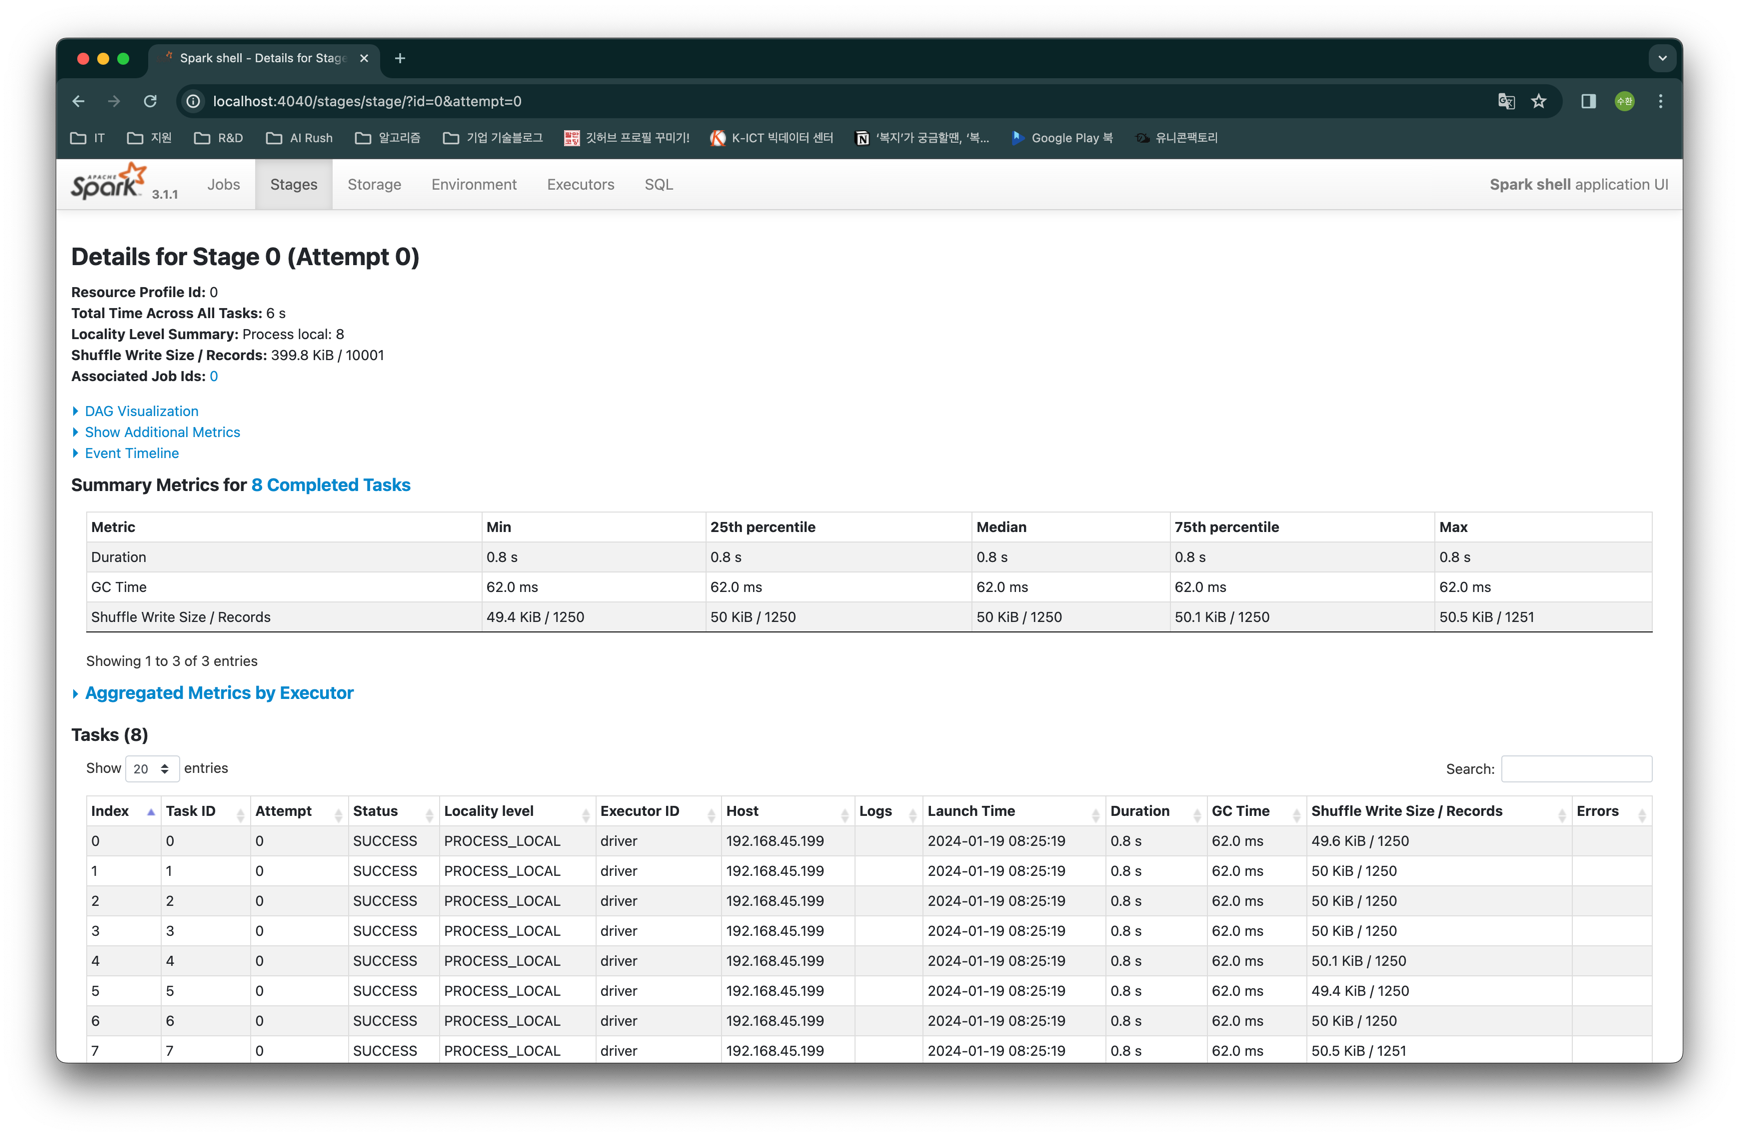 Spark shell - Details for Stage
localhost:4040/stages/stage/?id=0&attempt=0
수환
IT 지원 R&D AI Rush 알고리즘 기업 기술블로그 깃허브 프로필 꾸미기! K-ICT 빅데이터 센터 '복지'가 궁금할땐, '복... Google Play 북 유니콘팩토리
APACHE Spark 3.1.1 Jobs Stages Storage Environment Executors SQL Spark shell application UI
Details for Stage 0 (Attempt 0)
Resource Profile Id: 0
Total Time Across All Tasks: 6 s
Locality Level Summary: Process local: 8
Shuffle Write Size / Records: 399.8 KiB / 10001
Associated Job Ids: 0
DAG Visualization
Show Additional Metrics
Event Timeline
Summary Metrics for 8 Completed Tasks
Metric Min 25th percentile Median 75th percentile Max
Duration 0.8 s 0.8 s 0.8 s 0.8 s 0.8 s
GC Time 62.0 ms 62.0 ms 62.0 ms 62.0 ms 62.0 ms
Shuffle Write Size / Records 49.4 KiB / 1250 50 KiB / 1250 50 KiB / 1250 50.1 KiB / 1250 50.5 KiB / 1251
Showing 1 to 3 of 3 entries
Aggregated Metrics by Executor
Tasks (8)
Show 20 entries Search:
Index Task ID Attempt Status Locality level Executor ID Host Logs Launch Time Duration GC Time Shuffle Write Size / Records Errors
0 0 0 SUCCESS PROCESS_LOCAL driver 192.168.45.199 2024-01-19 08:25:19 0.8 s 62.0 ms 49.6 KiB / 1250
1 1 0 SUCCESS PROCESS_LOCAL driver 192.168.45.199 2024-01-19 08:25:19 0.8 s 62.0 ms 50 KiB / 1250
2 2 0 SUCCESS PROCESS_LOCAL driver 192.168.45.199 2024-01-19 08:25:19 0.8 s 62.0 ms 50 KiB / 1250
3 3 0 SUCCESS PROCESS_LOCAL driver 192.168.45.199 2024-01-19 08:25:19 0.8 s 62.0 ms 50 KiB / 1250
4 4 0 SUCCESS PROCESS_LOCAL driver 192.168.45.199 2024-01-19 08:25:19 0.8 s 62.0 ms 50.1 KiB / 1250
5 5 0 SUCCESS PROCESS_LOCAL driver 192.168.45.199 2024-01-19 08:25:19 0.8 s 62.0 ms 49.4 KiB / 1250
6 6 0 SUCCESS PROCESS_LOCAL driver 192.168.45.199 2024-01-19 08:25:19 0.8 s 62.0 ms 50 KiB / 1250
7 7 0 SUCCESS PROCESS_LOCAL driver 192.168.45.199 2024-01-19 08:25:19 0.8 s 62.0 ms 50.5 KiB / 1251